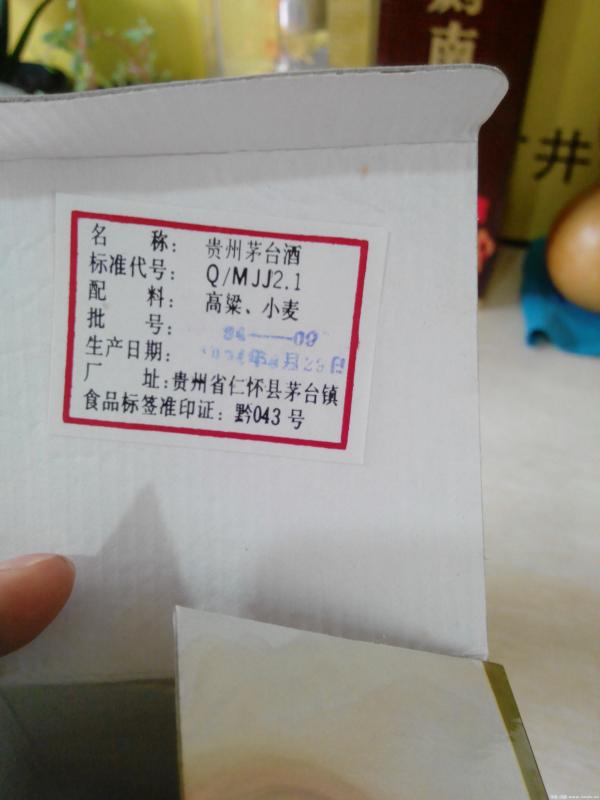 南
井
名 称： 贵州茅台酒
标准代号： Q/MJJ2.1
配 料： 高粱、小麦
批 号：
生产日期：
厂 址：贵州省仁怀县茅台镇
食品标签准印证：黔043号